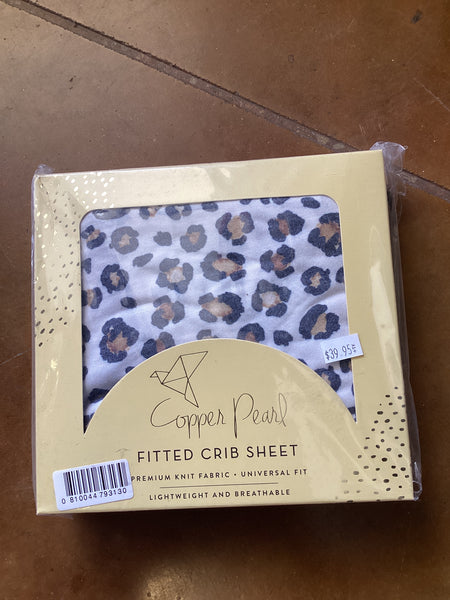 $39.95
Copper Pearl
FITTED CRIB SHEET
PREMIUM KNIT FABRIC • UNIVERSAL FIT
LIGHTWEIGHT AND BREATHABLE
0 810044 793130